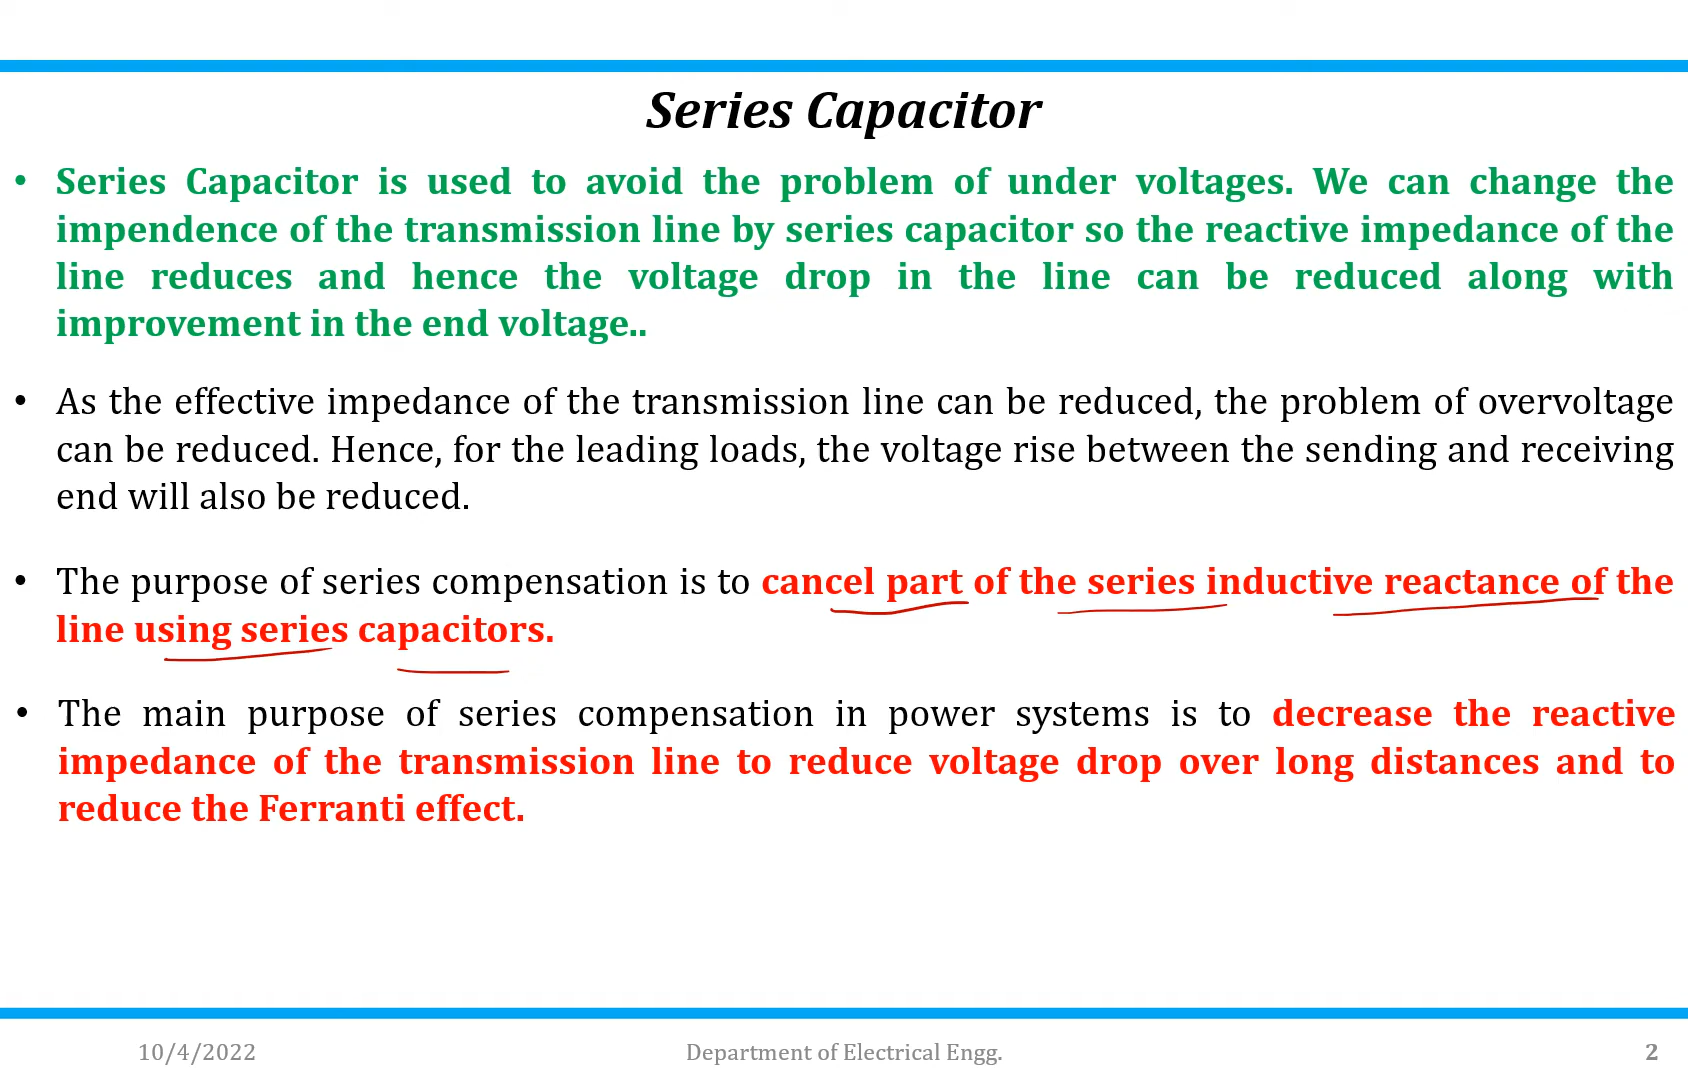 Series Capacitor
• Series Capacitor is used to avoid the problem of under voltages. We can change the
impendence of the transmission line by series capacitor so the reactive impedance of the
line reduces and hence the voltage drop in the line can be reduced along with
improvement in the end voltage..
• As the effective impedance of the transmission line can be reduced, the problem of overvoltage
can be reduced. Hence, for the leading loads, the voltage rise between the sending and receiving
end will also be reduced.
• The purpose of series compensation is to cancel part of the series inductive reactance of the
line using series capacitors.
• The main purpose of series compensation in power systems is to decrease the reactive
impedance of the transmission line to reduce voltage drop over long distances and to
reduce the Ferranti effect.
10/4/2022 Department of Electrical Engg. 2